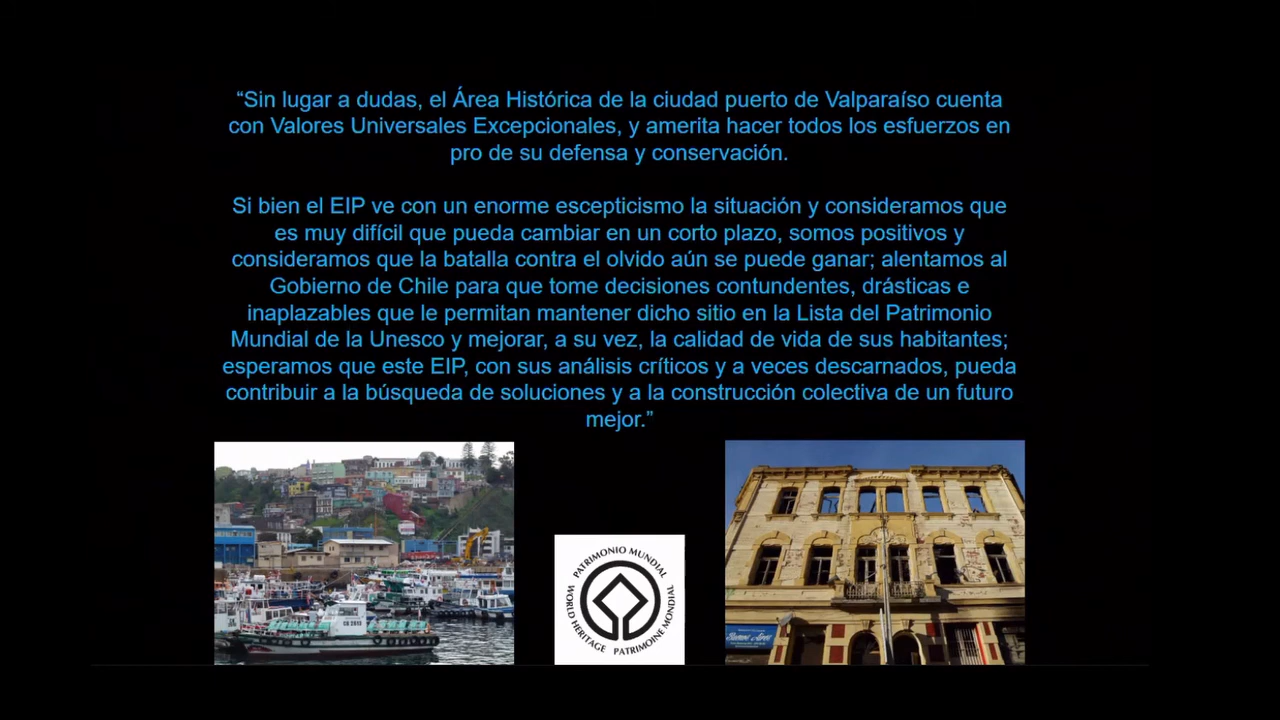 “Sin lugar a dudas, el Área Histórica de la ciudad puerto de Valparaíso cuenta
con Valores Universales Excepcionales, y amerita hacer todos los esfuerzos en
pro de su defensa y conservación.
Si bien el EIP ve con un enorme escepticismo la situación y consideramos que
es muy difícil que pueda cambiar en un corto plazo, somos positivos y
consideramos que la batalla contra el olvido aún se puede ganar; alentamos al
Gobierno de Chile para que tome decisiones contundentes, drásticas e
inaplazables que le permitan mantener dicho sitio en la Lista del Patrimonio
Mundial de la Unesco y mejorar, a su vez, la calidad de vida de sus habitantes;
esperamos que este EIP, con sus análisis críticos y a veces descarnados, pueda
contribuir a la búsqueda de soluciones y a la construcción colectiva de un futuro
mejor.”
PATRIMONIO MUNDIAL
WORLD HERITAGE
PATRIMOINE MONDIAL